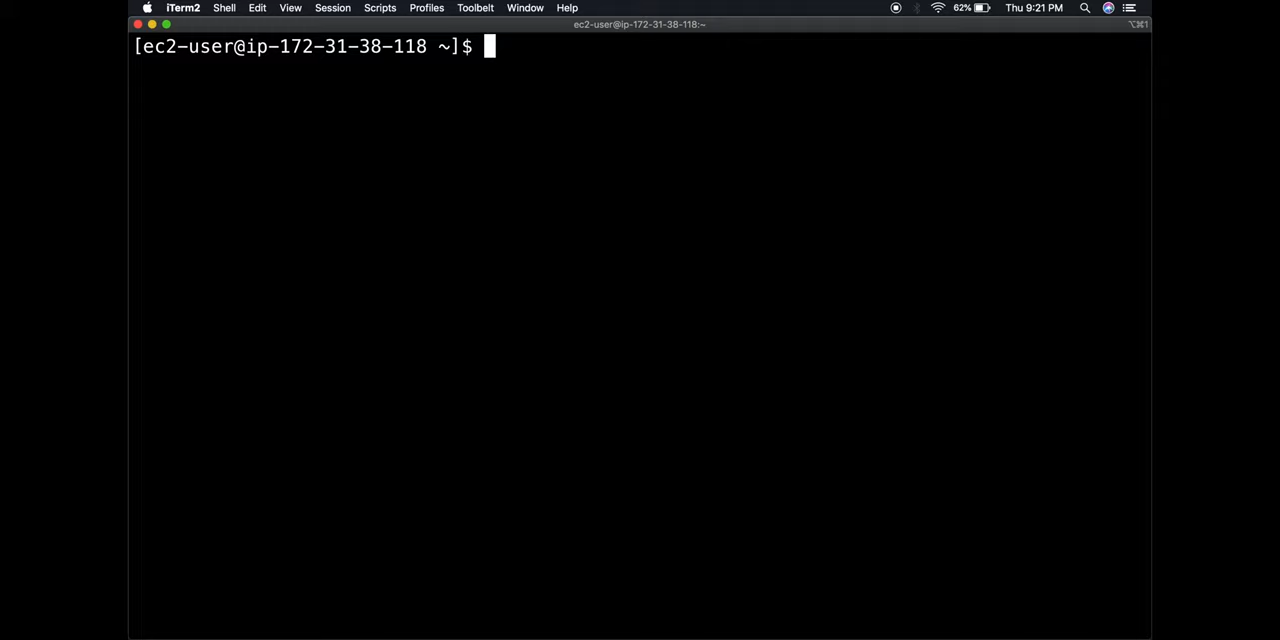 iTerm2 Shell Edit View Session Scripts Profiles Toolbelt Window Help 62% Thu 9:21 PM
ec2-user@ip-172-31-38-118:~ ⌥⌘1
[ec2-user@ip-172-31-38-118 ~]$